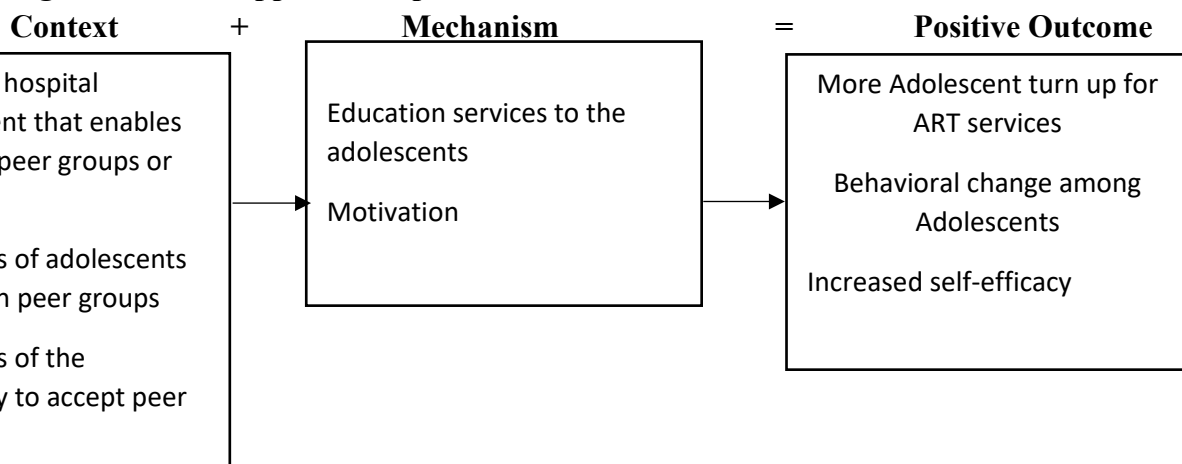 Context + Mechanism = Positive Outcome
hospital
that enables
peer groups or
of adolescents
peer groups
of the
to accept peer
Education services to the
adolescents
Motivation
More Adolescent turn up for
ART services
Behavioral change among
Adolescents
Increased self-efficacy